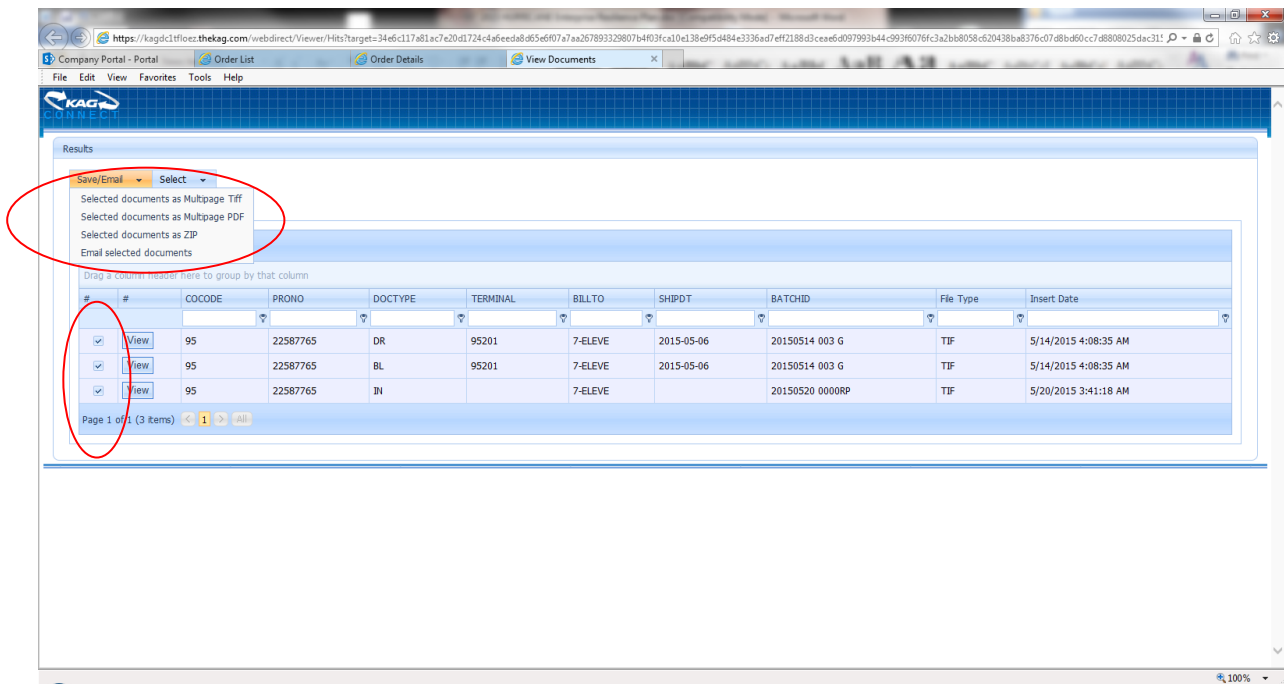 https://kagdc1tfloez.thekag.com/webdirect/Viewer/Hits?target=34e6c117a81ac7e20d1724c4a6eeda8d65e6f07a7aa267893329807b4f03fca10e138e9f5d484e3336ad7eff2188d3ceae6d097993b44c993f6076fc3a2bb8058c620438ba8376c07d8bd60cc7d8808025dac315
Company Portal - Portal Order List Order Details View Documents
File Edit View Favorites Tools Help
KAG
CONNECT
Results
Save/Email Select
Selected documents as Multipage Tiff
Selected documents as Multipage PDF
Selected documents as ZIP
Email selected documents
Drag a column header here to group by that column
# # COCODE PRONO DOCTYPE TERMINAL BILLTO SHIPDT BATCHID File Type Insert Date
View 95 22587765 DR 95201 7-ELEVE 2015-05-06 20150514 003 G TIF 5/14/2015 4:08:35 AM
View 95 22587765 BL 95201 7-ELEVE 2015-05-06 20150514 003 G TIF 5/14/2015 4:08:35 AM
View 95 22587765 IN 7-ELEVE 20150520 0000RP TIF 5/20/2015 3:41:18 AM
Page 1 of 1 (3 items) < 1 > All
100%